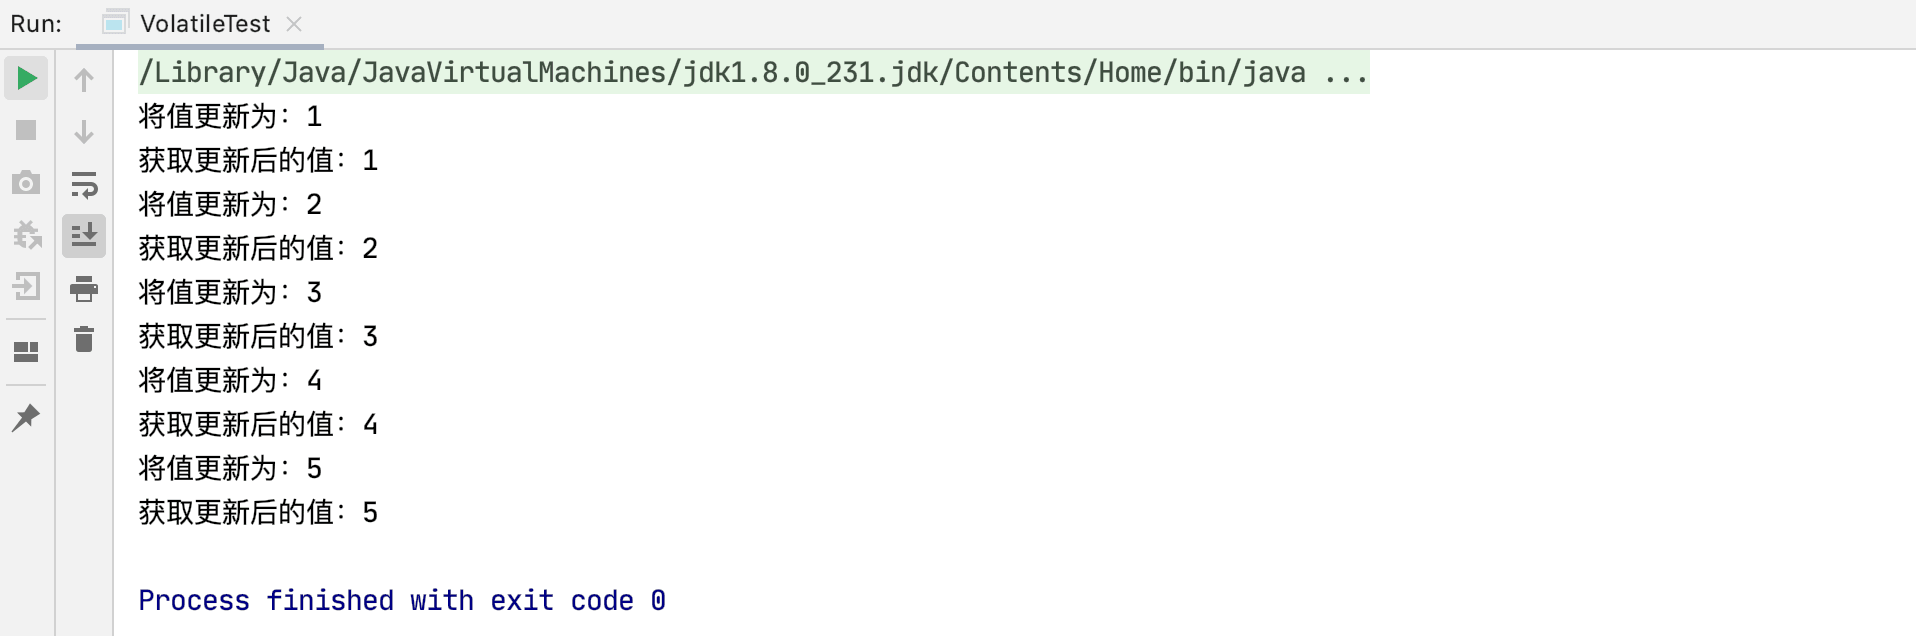 Run: VolatileTest
/Library/Java/JavaVirtualMachines/jdk1.8.0_231.jdk/Contents/Home/bin/java ...
将值更新为：1
获取更新后的值：1
将值更新为：2
获取更新后的值：2
将值更新为：3
获取更新后的值：3
将值更新为：4
获取更新后的值：4
将值更新为：5
获取更新后的值：5
Process finished with exit code 0